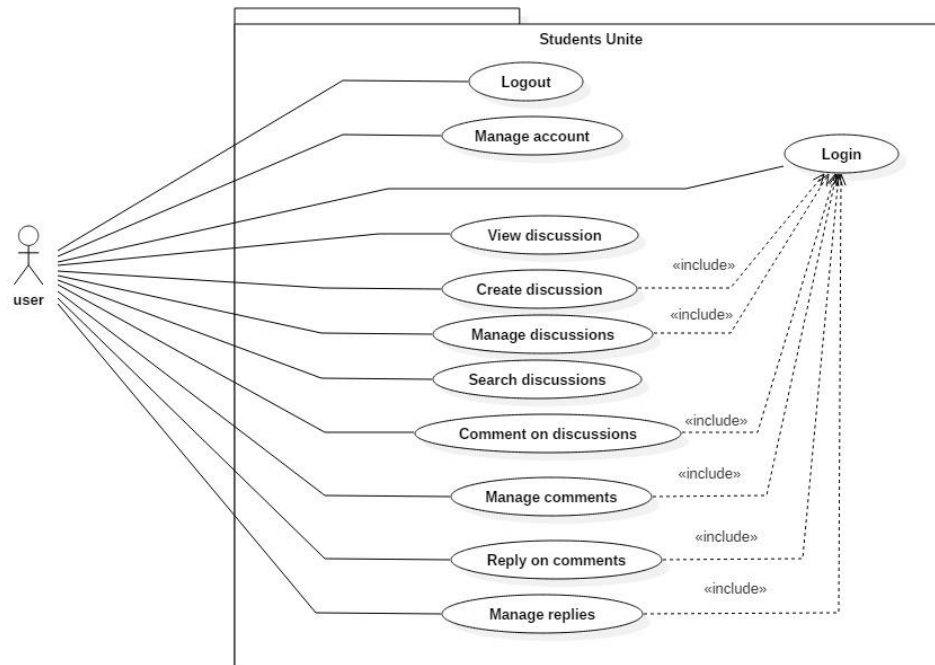 Students Unite
Logout
Manage account
Login
View discussion
«include»
Create discussion
user
«include»
Manage discussions
Search discussions
«include»
Comment on discussions
«include»
Manage comments
«include»
Reply on comments
«include»
Manage replies